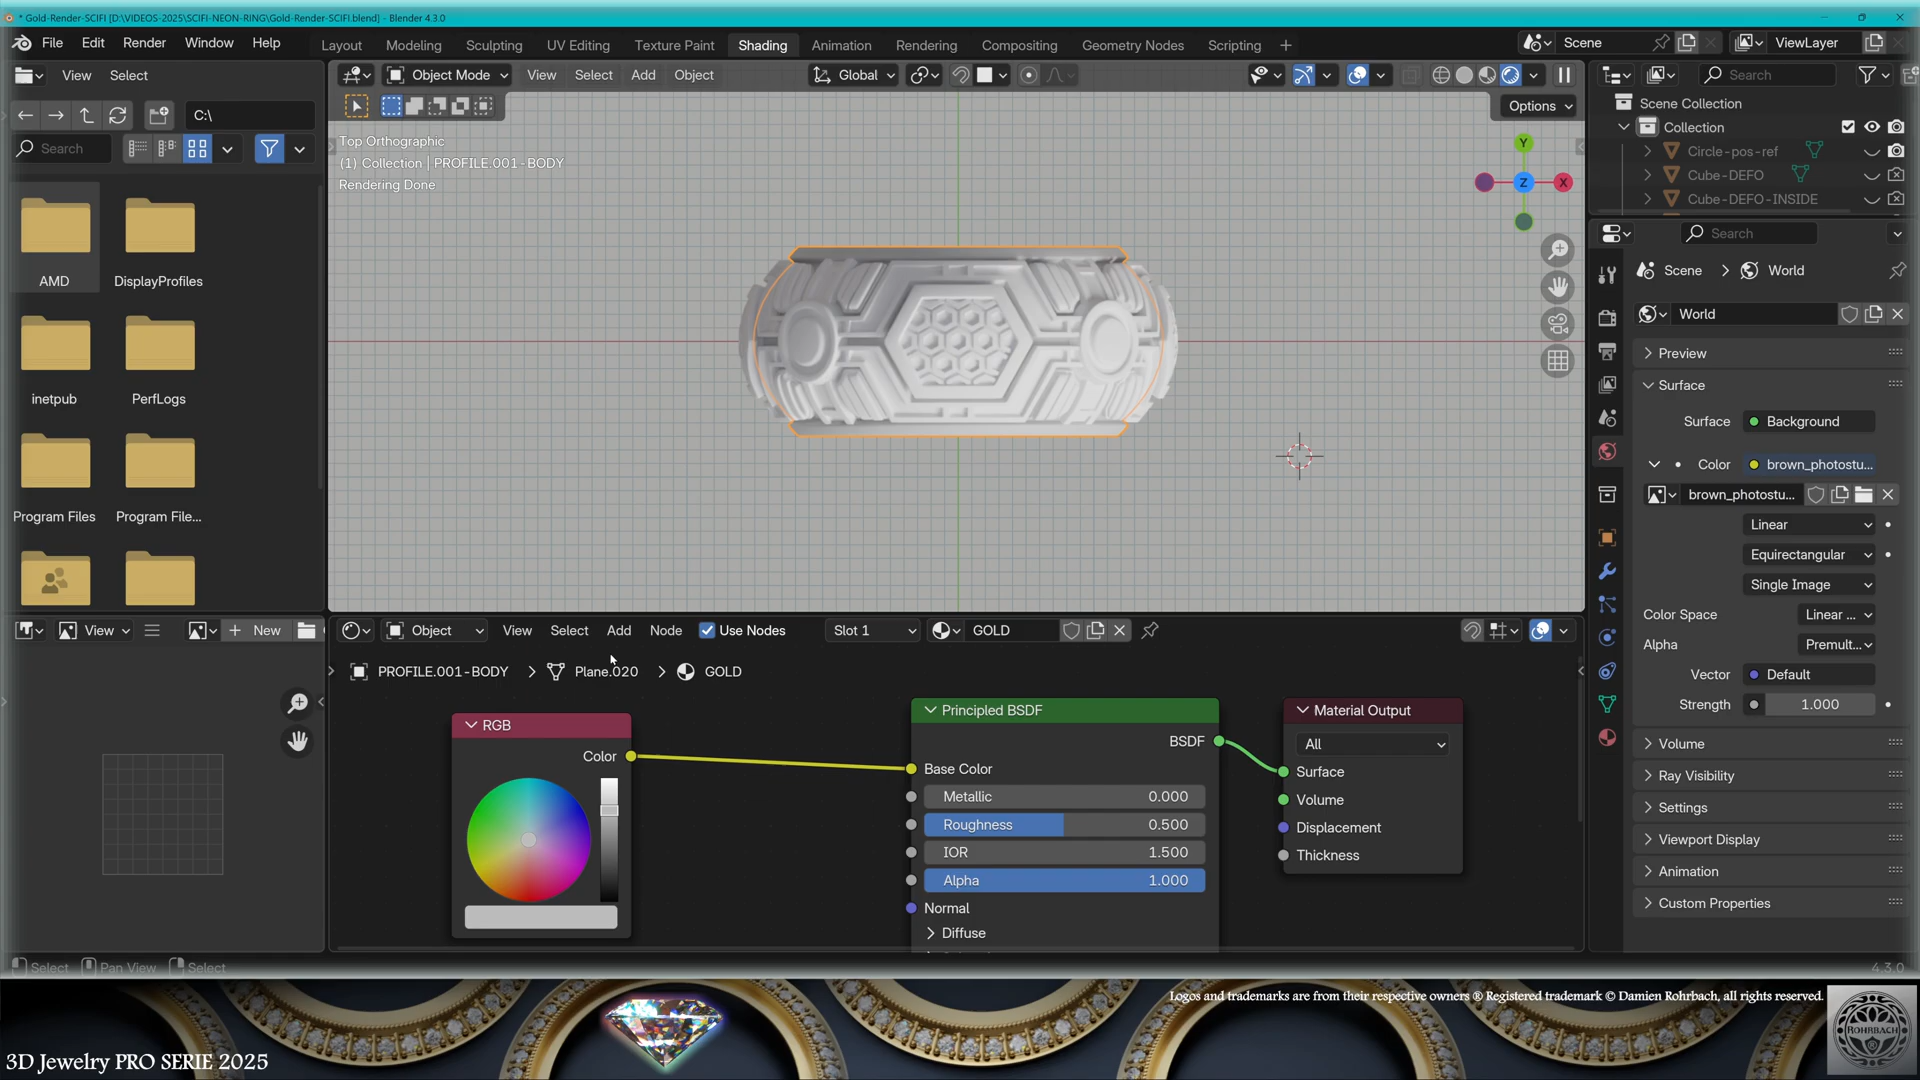 * Gold-Render-SCIFI [D:\VIDEOS-2025\SCIFI-NEON-RING\Gold-Render-SCIFI.blend] - Blender 4.3.0
File Edit Render Window Help
Layout Modeling Sculpting UV Editing Texture Paint Shading Animation Rendering Compositing Geometry Nodes Scripting +
Scene ViewLayer
View Select
Object Mode View Select Add Object Global
Search
C:\
Options
Search
Scene Collection
Collection
Circle-pos-ref
Cube-DEFO
Cube-DEFO-INSIDE
Top Orthographic
(1) Collection | PROFILE.001-BODY
Rendering Done
Y
X
Z
AMD DisplayProfiles
inetpub PerfLogs
Program Files Program File...
Search
Scene > World
World
Preview
Surface
Surface Background
Color brown_photostu...
brown_photostu...
Linear
Equirectangular
Single Image
Color Space Linear ...
Alpha Premult...
Vector Default
Strength 1.000
Volume
Ray Visibility
Settings
Viewport Display
Animation
Custom Properties
View New
Object View Select Add Node Use Nodes Slot 1 GOLD
PROFILE.001-BODY > Plane.020 > GOLD
RGB
Color
Principled BSDF
BSDF
Base Color
Metallic 0.000
Roughness 0.500
IOR 1.500
Alpha 1.000
Normal
Diffuse
Material Output
All
Surface
Volume
Displacement
Thickness
Select Pan View Select
4.3.0
Logos and trademarks are from their respective owners ® Registered trademark © Damien Rohrbach, all rights reserved.
ROHRBACH
3D Jewelry PRO SERIE 2025